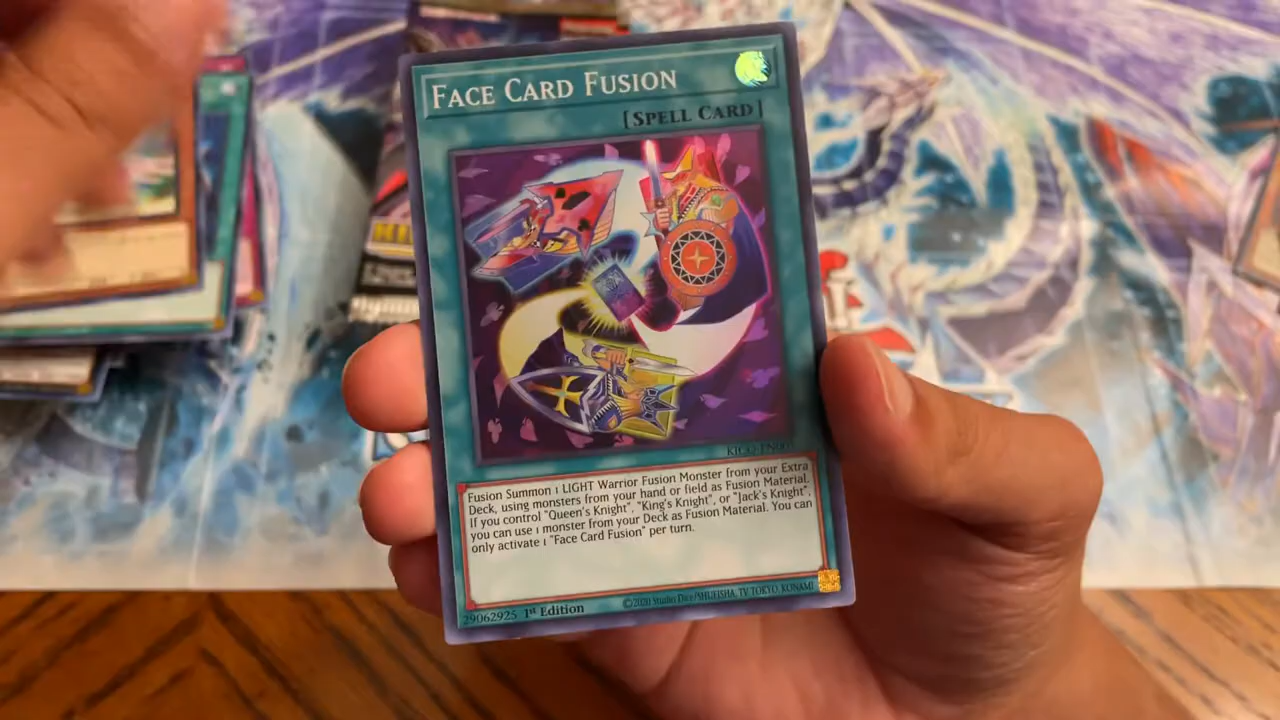 FACE CARD FUSION
[SPELL CARD]
Fusion Summon 1 LIGHT Warrior Fusion Monster from your Extra
Deck, using monsters from your hand or field as Fusion Material.
If you control "Queen's Knight", "King's Knight", or "Jack's Knight",
you can use 1 monster from your Deck as Fusion Material. You can
only activate 1 "Face Card Fusion" per turn.
29062925 1st Edition
©2020 Studio Dice/SHUEISHA, TV TOKYO, KONAMI